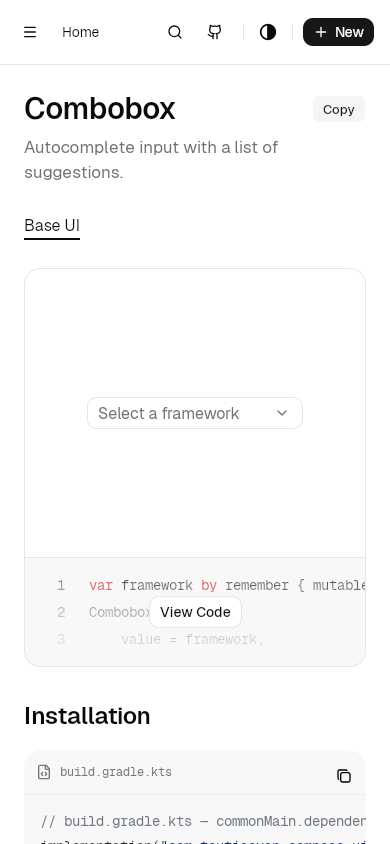 Home
New
Combobox
Copy
Autocomplete input with a list of
suggestions.
Base UI
Select a framework
1 var framework by remember { mutable
2 Combobox
View Code
3 value = framework,
Installation
build.gradle.kts
// build.gradle.kts — commonMain.depende